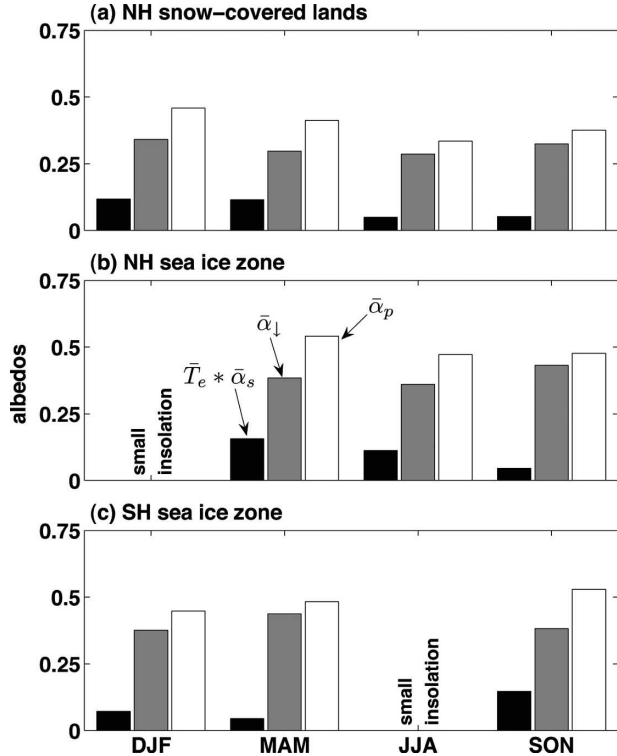 (a) NH snow–covered lands
0.75
0.5
0.25
0
(b) NH sea ice zone
0.75
0.5
0.25
0
albedos
small
insolation
T̄ₑ ∗ ᾱₛ
ᾱ↓
ᾱₚ
(c) SH sea ice zone
0.75
0.5
0.25
0
small
insolation
DJF MAM JJA SON